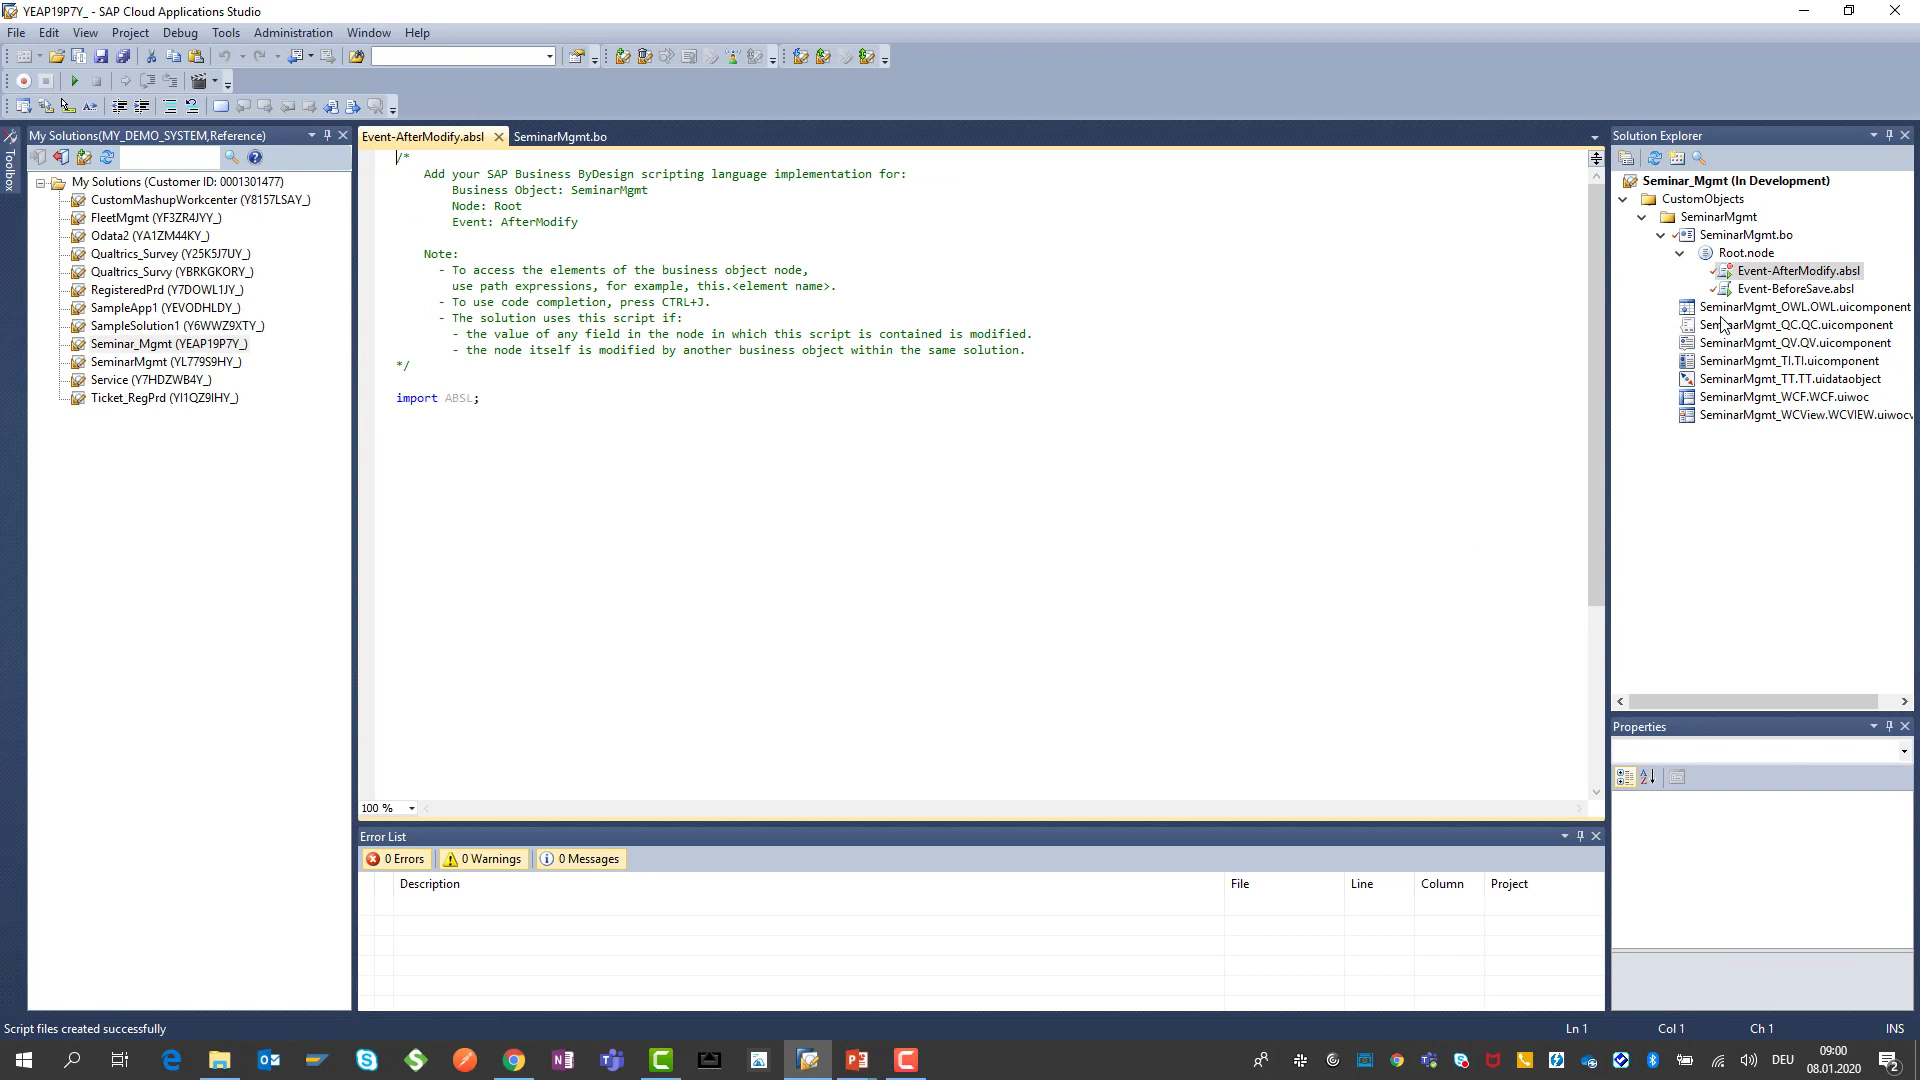 YEAP19P7Y_ - SAP Cloud Applications Studio
File Edit View Project Debug Tools Administration Window Help
My Solutions(MY_DEMO_SYSTEM,Reference)
Toolbox
My Solutions (Customer ID: 0001301477)
CustomMashupWorkcenter (Y8157LSAY_)
FleetMgmt (YF3ZR4JYY_)
Odata2 (YA1ZM44KY_)
Qualtrics_Survey (Y25K5J7UY_)
Qualtrics_Survy (YBRKGKORY_)
RegisteredPrd (Y7DOWL1JY_)
SampleApp1 (YEVODHLDY_)
SampleSolution1 (Y6WWZ9XTY_)
Seminar_Mgmt (YEAP19P7Y_)
SeminarMgmt (YL779S9HY_)
Service (Y7HDZWB4Y_)
Ticket_RegPrd (YI1QZ9IHY_)
Event-AfterModify.absl SeminarMgmt.bo
/*
Add your SAP Business ByDesign scripting language implementation for:
Business Object: SeminarMgmt
Node: Root
Event: AfterModify
Note:
- To access the elements of the business object node,
use path expressions, for example, this.<element name>.
- To use code completion, press CTRL+J.
- The solution uses this script if:
- the value of any field in the node in which this script is contained is modified.
- the node itself is modified by another business object within the same solution.
*/
import ABSL;
100 %
Error List
0 Errors 0 Warnings 0 Messages
Description File Line Column Project
Solution Explorer
Seminar_Mgmt (In Development)
CustomObjects
SeminarMgmt
SeminarMgmt.bo
Root.node
Event-AfterModify.absl
Event-BeforeSave.absl
SeminarMgmt_OWL.OWL.uicomponent
SeminarMgmt_QC.QC.uicomponent
SeminarMgmt_QV.QV.uicomponent
SeminarMgmt_TI.TI.uicomponent
SeminarMgmt_TT.TT.uidataobject
SeminarMgmt_WCF.WCF.uiwoc
SeminarMgmt_WCView.WCVIEW.uiwocv
Properties
Script files created successfully
Ln 1 Col 1 Ch 1 INS
DEU
09:00
08.01.2020
2